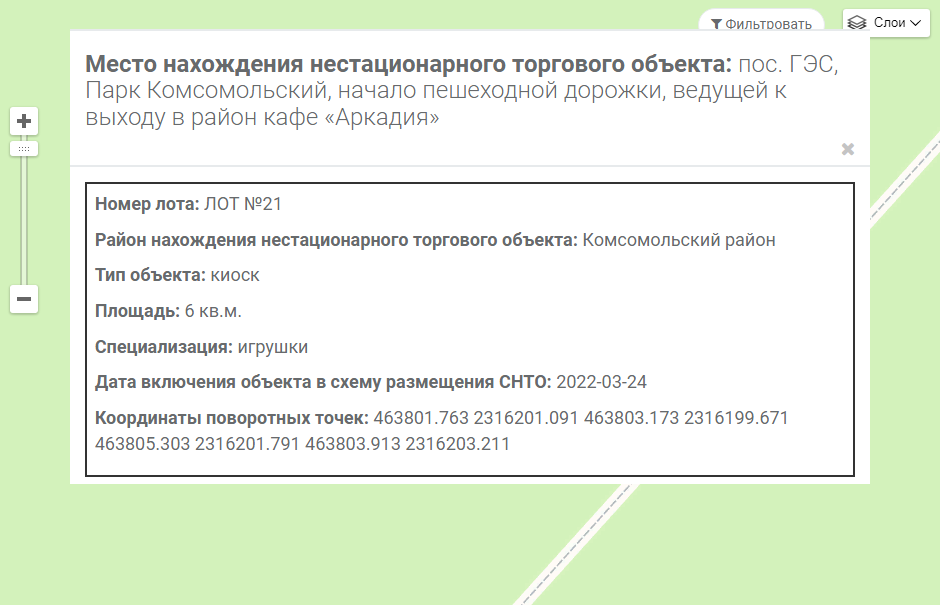 Фильтровать
Слои
Место нахождения нестационарного торгового объекта: пос. ГЭС,
Парк Комсомольский, начало пешеходной дорожки, ведущей к
выходу в район кафе «Аркадия»
Номер лота: ЛОТ №21
Район нахождения нестационарного торгового объекта: Комсомольский район
Тип объекта: киоск
Площадь: 6 кв.м.
Специализация: игрушки
Дата включения объекта в схему размещения СНТО: 2022-03-24
Координаты поворотных точек: 463801.763 2316201.091 463803.173 2316199.671
463805.303 2316201.791 463803.913 2316203.211